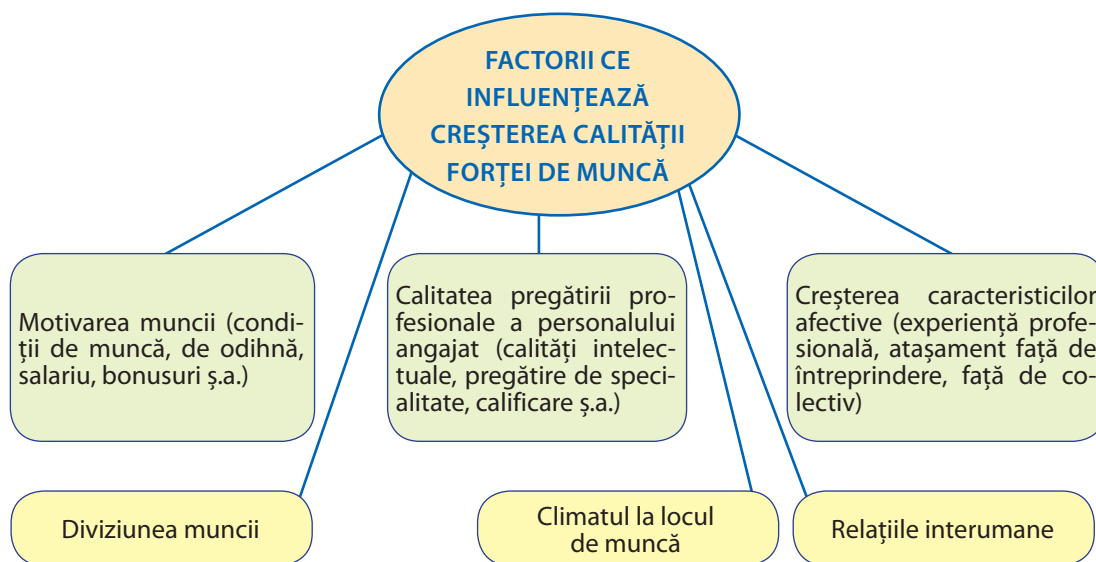 FACTORII CE
INFLUENȚEAZĂ
CREȘTEREA CALITĂȚII
FORȚEI DE MUNCĂ
Motivarea muncii (condi-
ții de muncă, de odihnă,
salariu, bonusuri ș.a.)
Calitatea pregătirii pro-
fesionale a personalului
angajat (calități intelec-
tuale, pregătire de speci-
alitate, calificare ș.a.)
Creșterea caracteristicilor
afective (experiență profe-
sională, atașament față de
întreprindere, față de co-
lectiv)
Diviziunea muncii
Climatul la locul
de muncă
Relațiile interumane